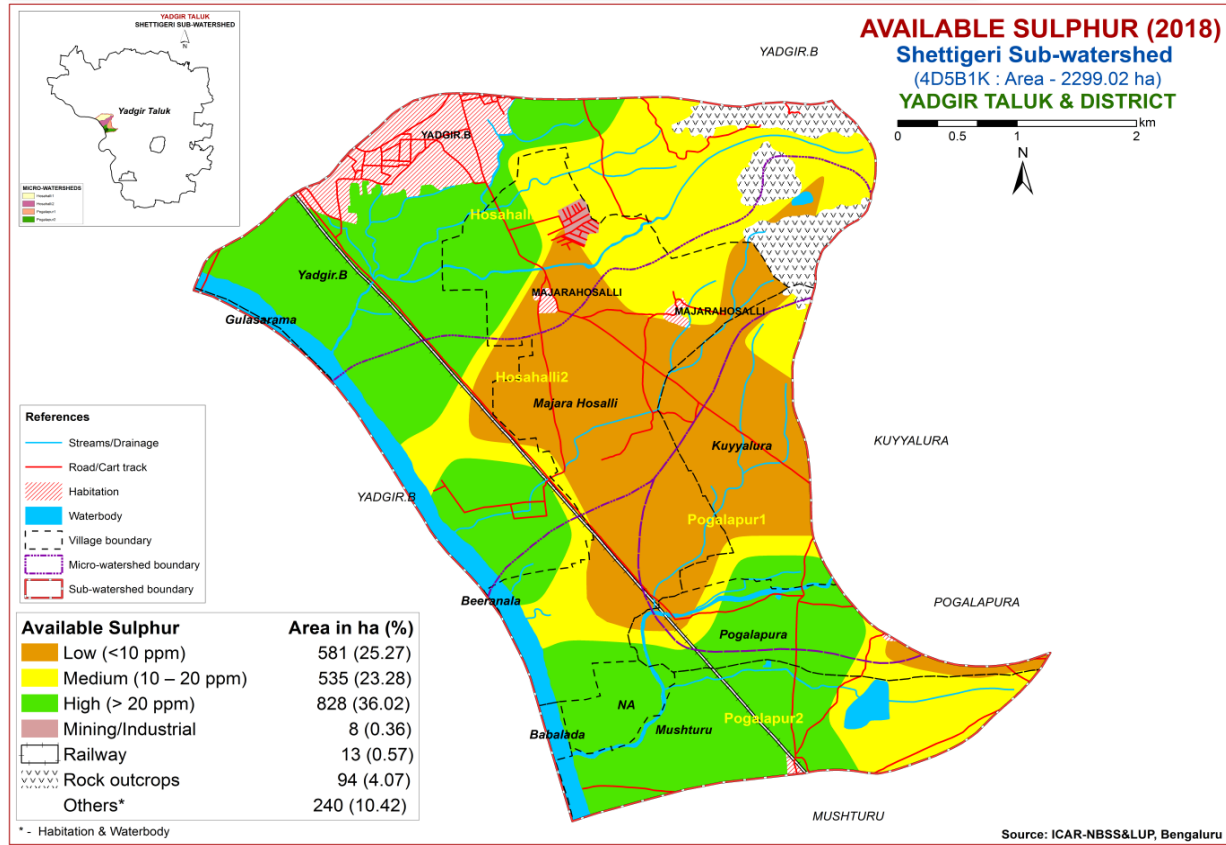 YADGIR TALUK
SHETTIGERI SUB-WATERSHED
N
Yadgir Taluk
MICRO-WATERSHEDS
Hosahalli1
Hosahalli2
Pogalapur1
Pogalapur2
AVAILABLE SULPHUR (2018)
Shettigeri Sub-watershed
(4D5B1K : Area - 2299.02 ha)
YADGIR TALUK & DISTRICT
km
0 0.5 1 2
N
YADGIR.B
YADGIR.B
Hosahall
Yadgir.B
MAJARAHOSALLI
MAJARAHOSALLI
Gulasarama
Hosahalli2
Majara Hosalli
Kuyyalura
KUYYALURA
YADGIR.B
Pogalapur1
Beeranala
POGALAPURA
Pogalapura
NA
Babalada
Mushturu
Pogalapur2
MUSHTURU
References
Streams/Drainage
Road/Cart track
Habitation
Waterbody
Village boundary
Micro-watershed boundary
Sub-watershed boundary
Available Sulphur Area in ha (%)
Low (<10 ppm) 581 (25.27)
Medium (10 – 20 ppm) 535 (23.28)
High (> 20 ppm) 828 (36.02)
Mining/Industrial 8 (0.36)
Railway 13 (0.57)
Rock outcrops 94 (4.07)
Others* 240 (10.42)
* - Habitation & Waterbody
Source: ICAR-NBSS&LUP, Bengaluru